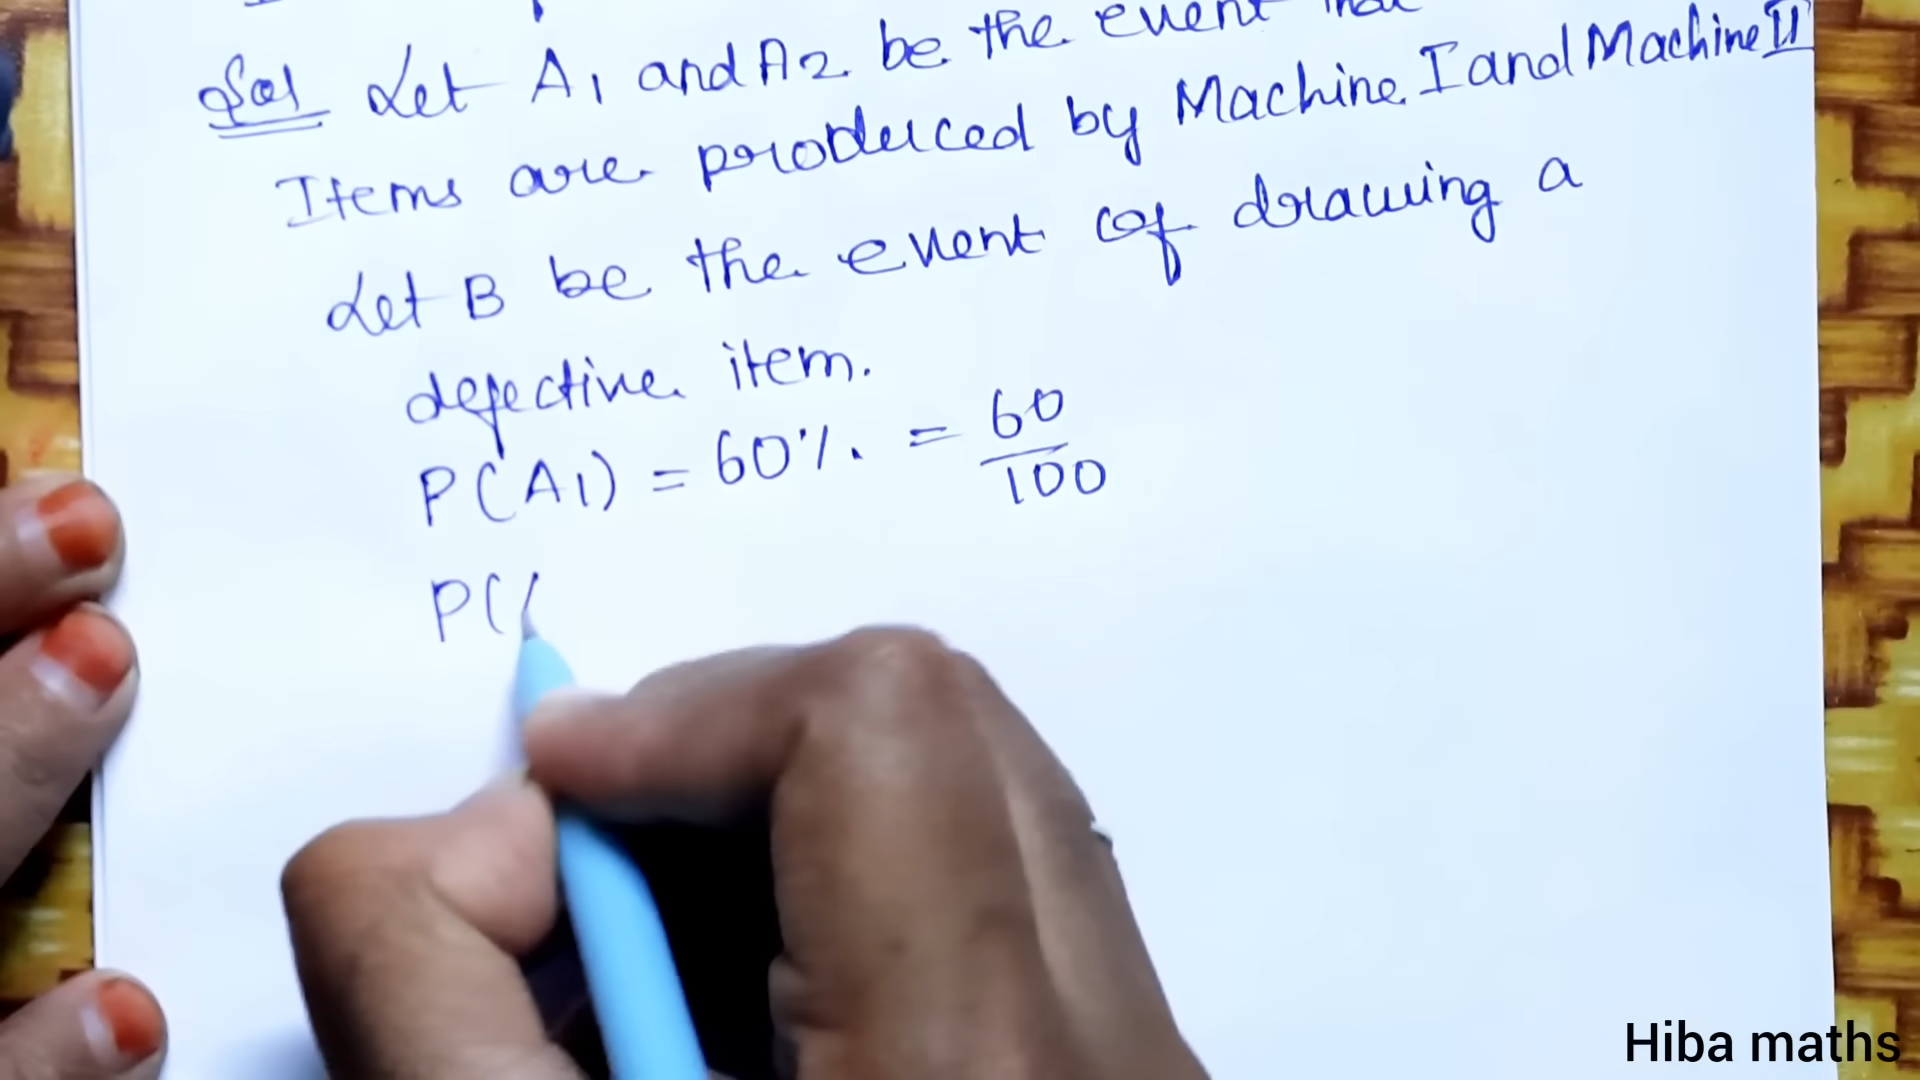 Sol Let A1 and A2 be the event that
Items are produced by Machine I and Machine II
Let B be the event of drawing a
defective item.
P(A1) = 60% = 60/100
P(
Hiba maths